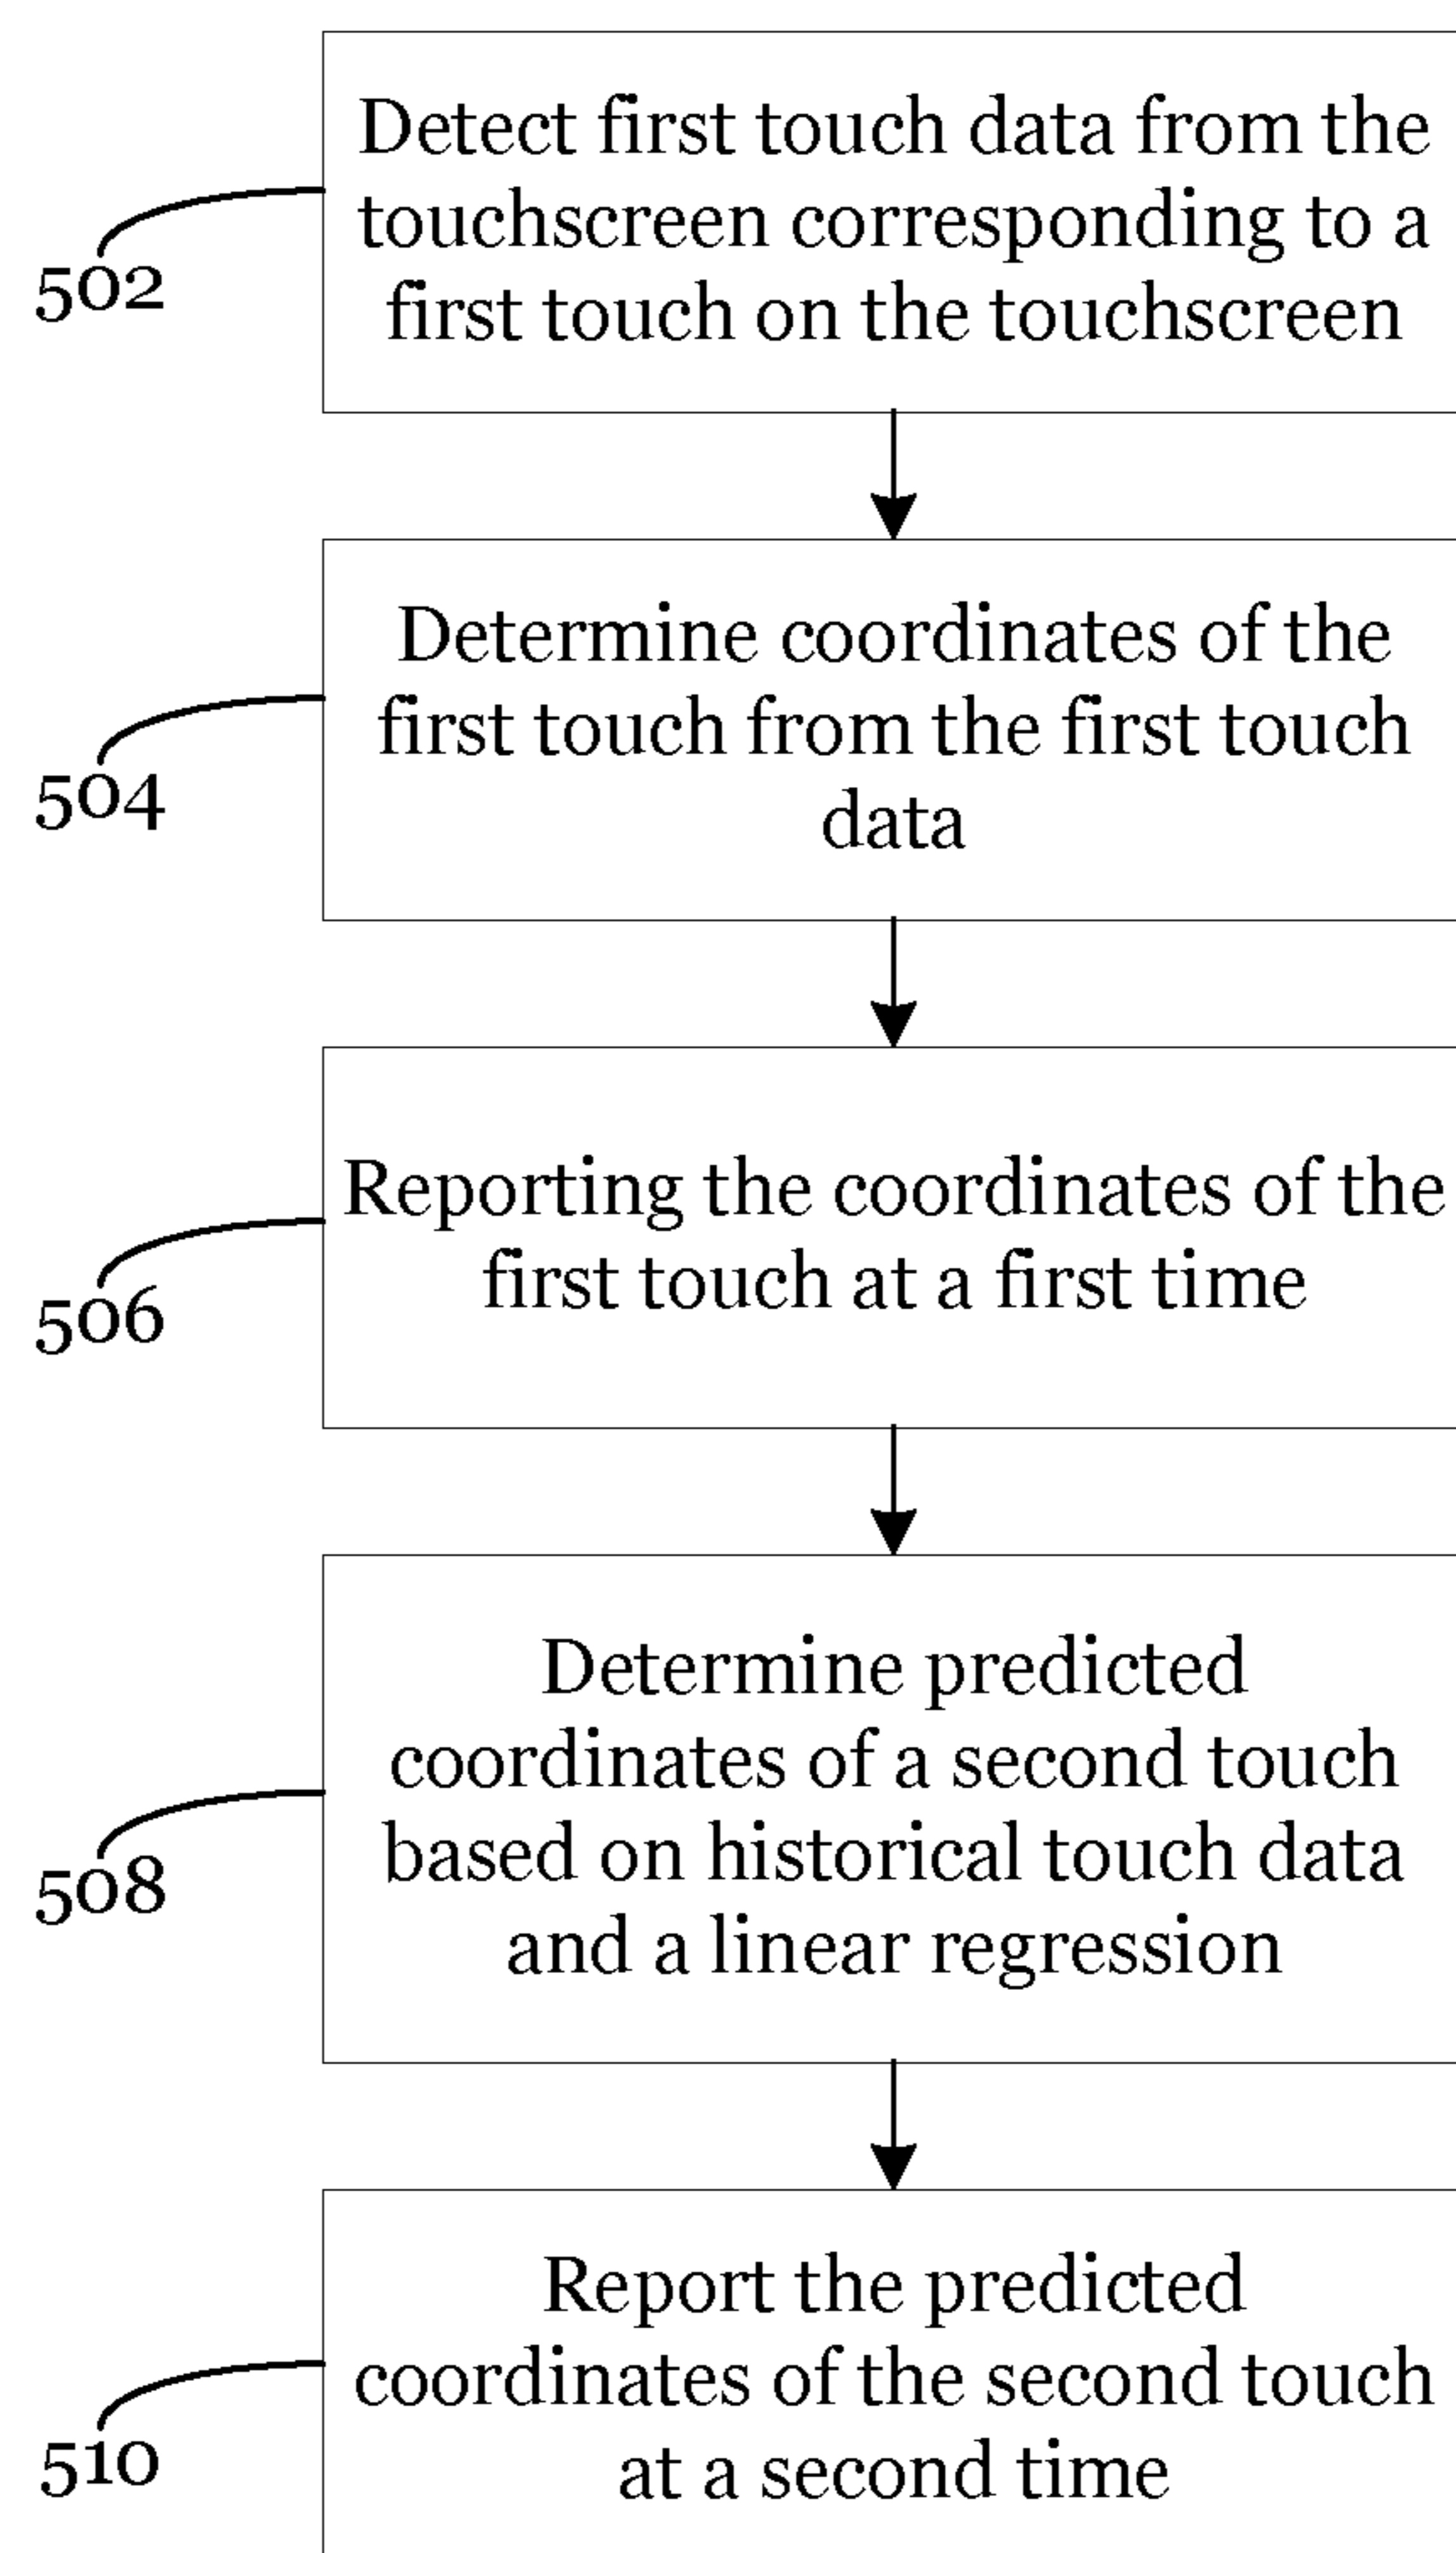 Detect first touch data from the
touchscreen corresponding to a
first touch on the touchscreen
502
Determine coordinates of the
first touch from the first touch
data
504
Reporting the coordinates of the
first touch at a first time
506
Determine predicted
coordinates of a second touch
based on historical touch data
and a linear regression
508
Report the predicted
coordinates of the second touch
at a second time
510